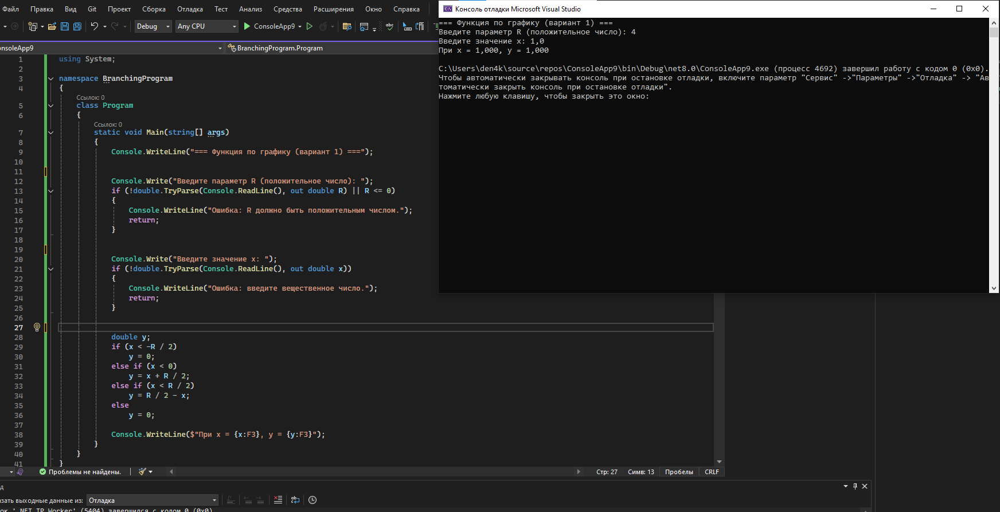 Файл Правка Вид Git Проект Сборка Отладка Тест Анализ Средства Расширения Окно Справка
Debug Any CPU ConsoleApp9
onsoleApp9 BranchingProgram.Program
1 using System;
2
3 namespace BranchingProgram
4 {
Ссылок: 0
5 class Program
6 {
Ссылок: 0
7 static void Main(string[] args)
8 {
9 Console.WriteLine("=== Функция по графику (вариант 1) ===");
10
11
12 Console.Write("Введите параметр R (положительное число): ");
13 if (!double.TryParse(Console.ReadLine(), out double R) || R <= 0)
14 {
15 Console.WriteLine("Ошибка: R должно быть положительным числом.");
16 return;
17 }
18
19
20 Console.Write("Введите значение x: ");
21 if (!double.TryParse(Console.ReadLine(), out double x))
22 {
23 Console.WriteLine("Ошибка: введите вещественное число.");
24 return;
25 }
26
27
28 double y;
29 if (x < -R / 2)
30 y = 0;
31 else if (x < 0)
32 y = x + R / 2;
33 else if (x < R / 2)
34 y = R / 2 - x;
35 else
36 y = 0;
37
38 Console.WriteLine($"При x = {x:F3}, y = {y:F3}");
39 }
40 }
41 }
Проблемы не найдены. Стр: 27 Симв: 13 Пробелы CRLF
д
зать выходные данные из: Отладка
ок '.NET TP Worker' (5404) завершился с кодом 0 (0x0).
Консоль отладки Microsoft Visual Studio
=== Функция по графику (вариант 1) ===
Введите параметр R (положительное число): 4
Введите значение x: 1,0
При x = 1,000, y = 1,000
C:\Users\den4k\source\repos\ConsoleApp9\bin\Debug\net8.0\ConsoleApp9.exe (процесс 4692) завершил работу с кодом 0 (0x0).
Чтобы автоматически закрывать консоль при остановке отладки, включите параметр "Сервис" ->"Параметры" ->"Отладка" -> "Ав
томатически закрыть консоль при остановке отладки".
Нажмите любую клавишу, чтобы закрыть это окно: